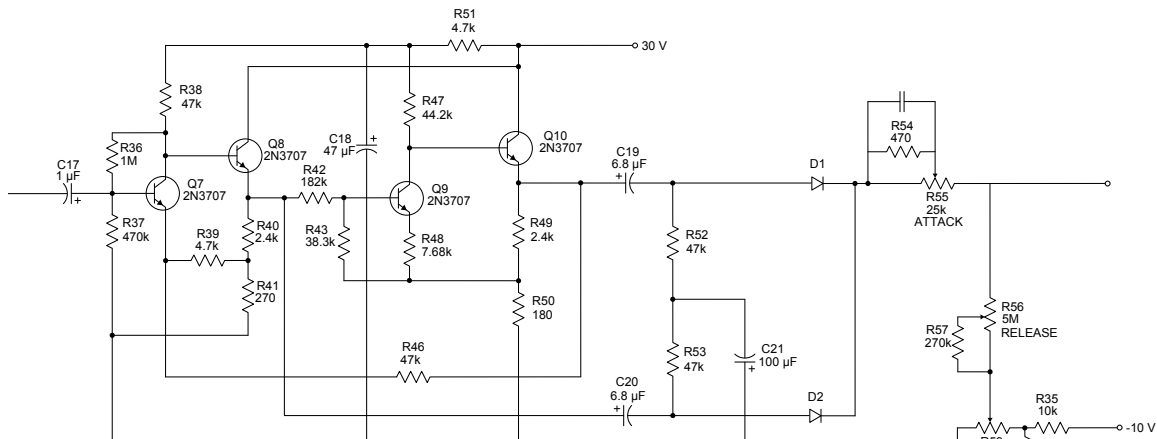 R51
4.7k
30 V
R38
47k
R47
44.2k
R36
1M
Q8
2N3707
C18
47 µF
Q10
2N3707
C17
1 µF
Q7
2N3707
R42
182k
Q9
2N3707
C19
6.8 µF
D1
R54
470
R55
25k
ATTACK
R37
470k
R39
4.7k
R40
2.4k
R43
38.3k
R48
7.68k
R49
2.4k
R52
47k
R41
270
R50
180
R56
5M
RELEASE
R57
270k
R46
47k
R53
47k
C21
100 µF
C20
6.8 µF
D2
R35
10k
-10 V